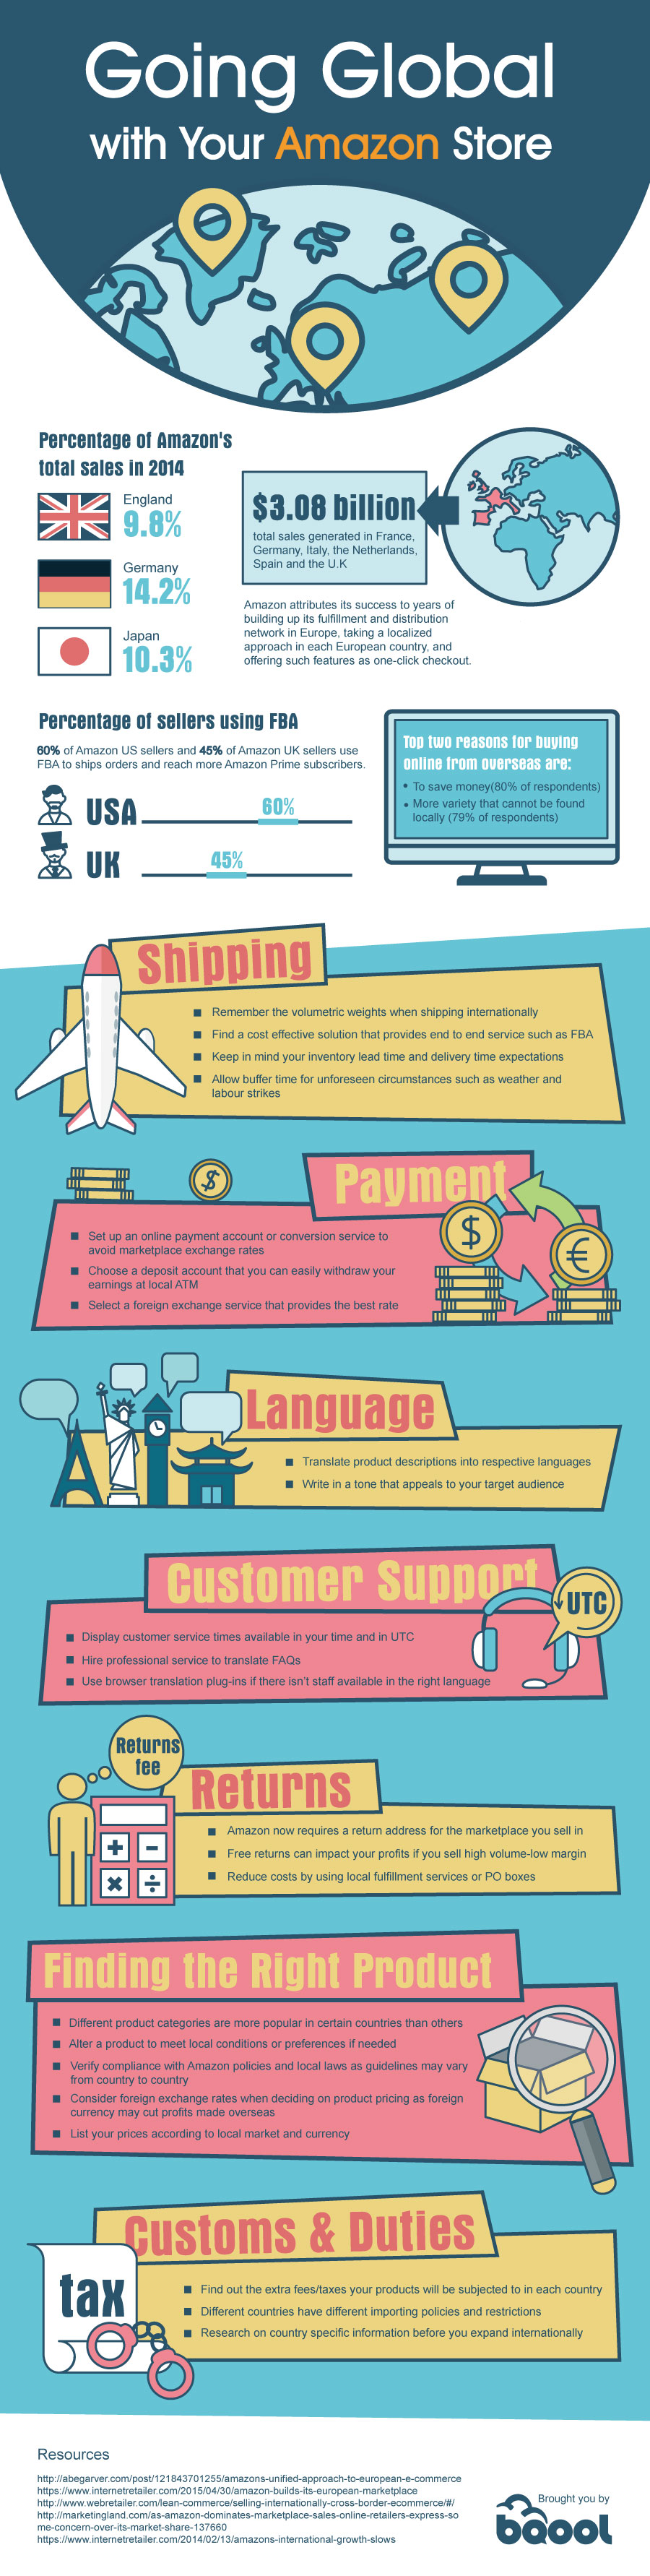 Going Global
with Your Amazon Store
Percentage of Amazon's
total sales in 2014
England
9.8%
Germany
14.2%
Japan
10.3%
$3.08 billion
total sales generated in France,
Germany, Italy, the Netherlands,
Spain and the U.K
Amazon attributes its success to years of
building up its fulfillment and distribution
network in Europe, taking a localized
approach in each European country, and
offering such features as one-click checkout.
Percentage of sellers using FBA
60% of Amazon US sellers and 45% of Amazon UK sellers use
FBA to ships orders and reach more Amazon Prime subscribers.
USA
60%
UK
45%
Top two reasons for buying
online from overseas are:
• To save money(80% of respondents)
• More variety that cannot be found
locally (79% of respondents)
Shipping
■ Remember the volumetric weights when shipping internationally
■ Find a cost effective solution that provides end to end service such as FBA
■ Keep in mind your inventory lead time and delivery time expectations
■ Allow buffer time for unforeseen circumstances such as weather and
labour strikes
$
Payment
$
€
■ Set up an online payment account or conversion service to
avoid marketplace exchange rates
■ Choose a deposit account that you can easily withdraw your
earnings at local ATM
■ Select a foreign exchange service that provides the best rate
Language
■ Translate product descriptions into respective languages
■ Write in a tone that appeals to your target audience
Customer Support
UTC
■ Display customer service times available in your time and in UTC
■ Hire professional service to translate FAQs
■ Use browser translation plug-ins if there isn't staff available in the right language
Returns
fee
Returns
■ Amazon now requires a return address for the marketplace you sell in
■ Free returns can impact your profits if you sell high volume-low margin
■ Reduce costs by using local fulfillment services or PO boxes
+ −
× ÷
Finding the Right Product
■ Different product categories are more popular in certain countries than others
■ Alter a product to meet local conditions or preferences if needed
■ Verify compliance with Amazon policies and local laws as guidelines may vary
from country to country
■ Consider foreign exchange rates when deciding on product pricing as foreign
currency may cut profits made overseas
■ List your prices according to local market and currency
Customs & Duties
tax
■ Find out the extra fees/taxes your products will be subjected to in each country
■ Different countries have different importing policies and restrictions
■ Research on country specific information before you expand internationally
Resources
http://abegarver.com/post/121843701255/amazons-unified-approach-to-european-e-commerce
https://www.internetretailer.com/2015/04/30/amazon-builds-its-european-marketplace
http://www.webretailer.com/lean-commerce/selling-internationally-cross-border-ecommerce/#/
http://marketingland.com/as-amazon-dominates-marketplace-sales-online-retailers-express-so
me-concern-over-its-market-share-137660
https://www.internetretailer.com/2014/02/13/amazons-international-growth-slows
Brought you by
bqool